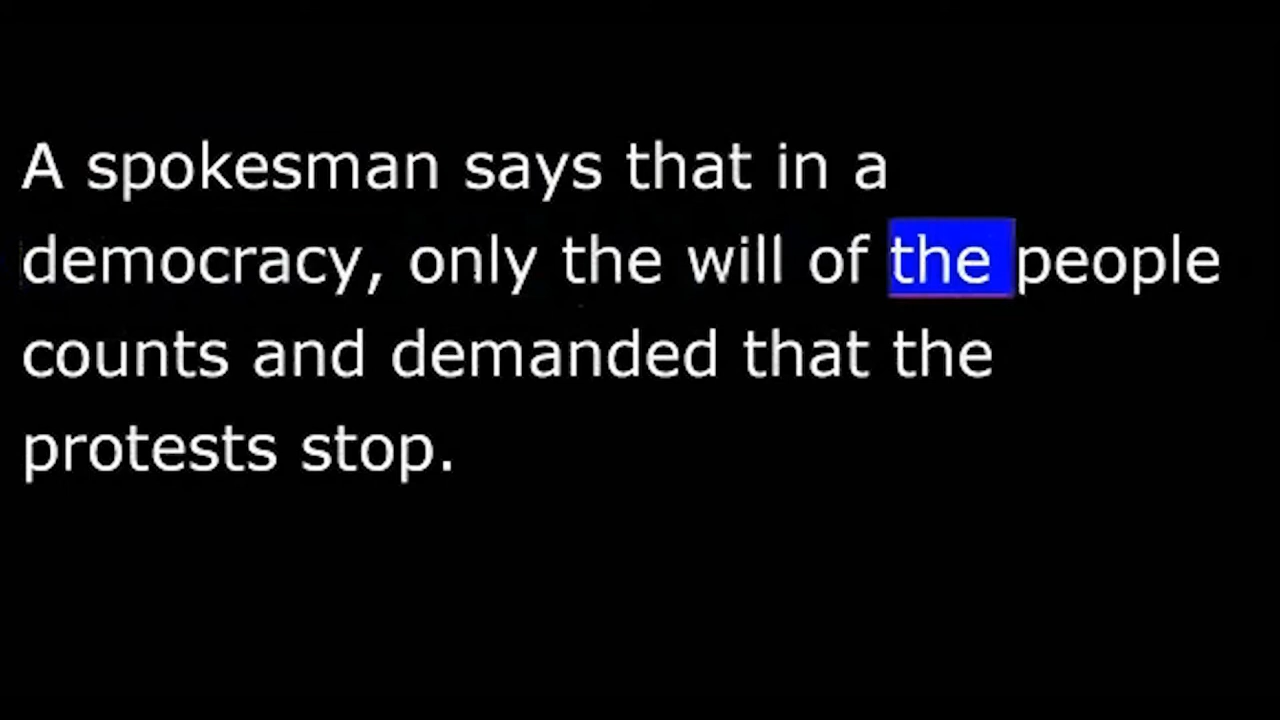 A spokesman says that in a
democracy, only the will of the people
counts and demanded that the
protests stop.